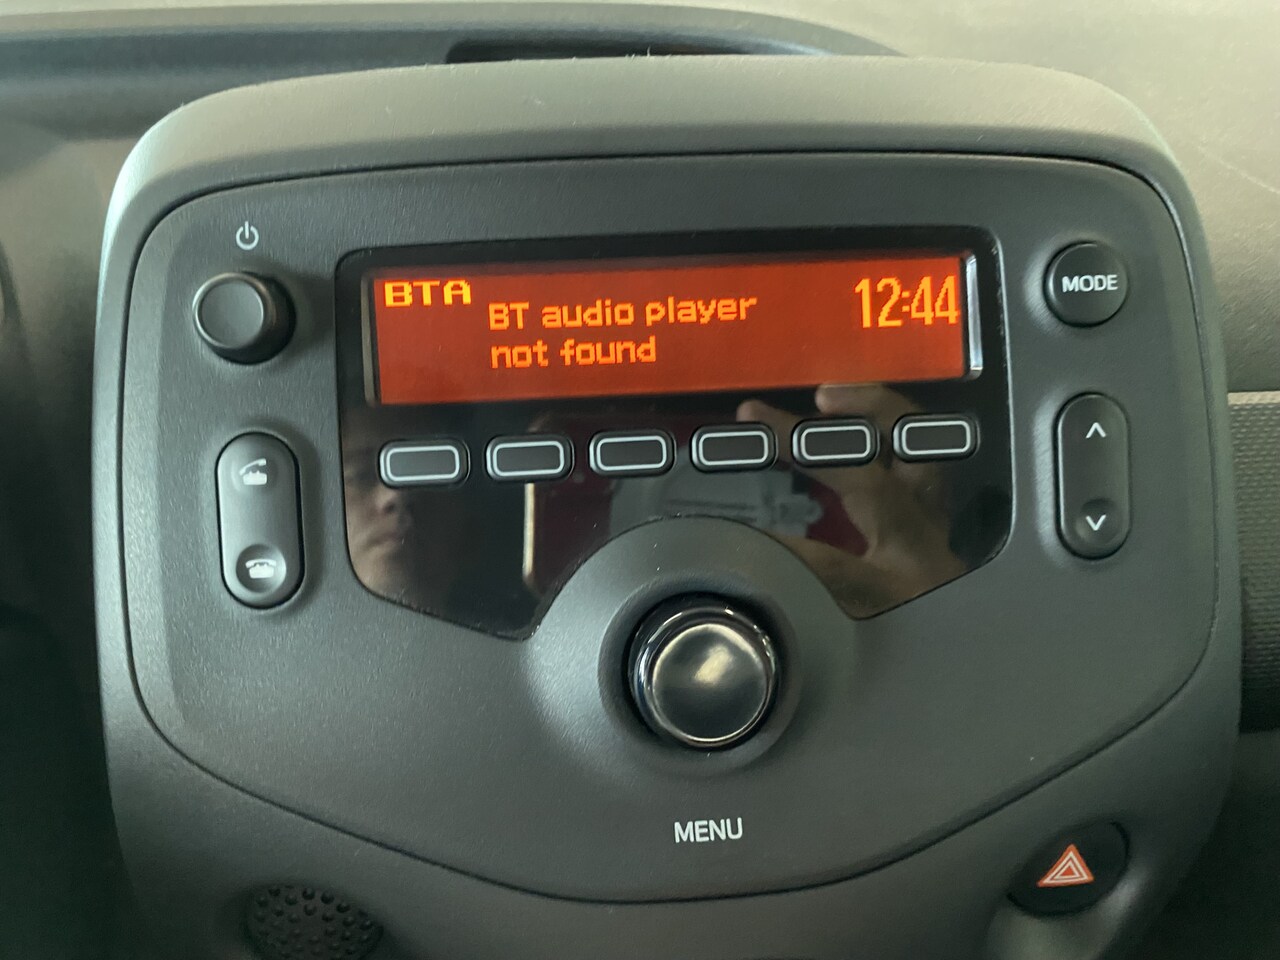 BTA
BT audio player
not found
12:44
MODE
MENU